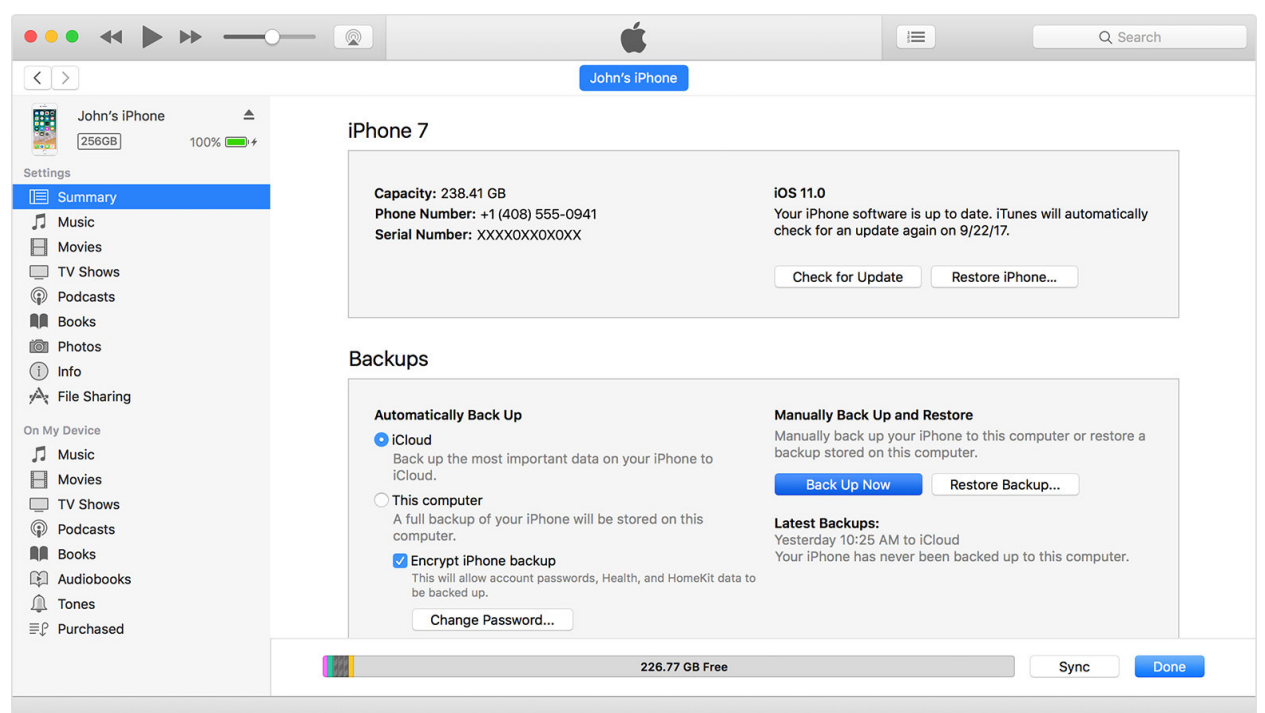 Search
John's iPhone
John's iPhone
256GB
100%
Settings
Summary
Music
Movies
TV Shows
Podcasts
Books
Photos
Info
File Sharing
On My Device
Music
Movies
TV Shows
Podcasts
Books
Audiobooks
Tones
Purchased
iPhone 7
Capacity: 238.41 GB
Phone Number: +1 (408) 555-0941
Serial Number: XXXX0XX0X0XX
iOS 11.0
Your iPhone software is up to date. iTunes will automatically
check for an update again on 9/22/17.
Check for Update
Restore iPhone...
Backups
Automatically Back Up
iCloud
Back up the most important data on your iPhone to
iCloud.
This computer
A full backup of your iPhone will be stored on this
computer.
Encrypt iPhone backup
This will allow account passwords, Health, and HomeKit data to
be backed up.
Change Password...
Manually Back Up and Restore
Manually back up your iPhone to this computer or restore a
backup stored on this computer.
Back Up Now
Restore Backup...
Latest Backups:
Yesterday 10:25 AM to iCloud
Your iPhone has never been backed up to this computer.
226.77 GB Free
Sync
Done